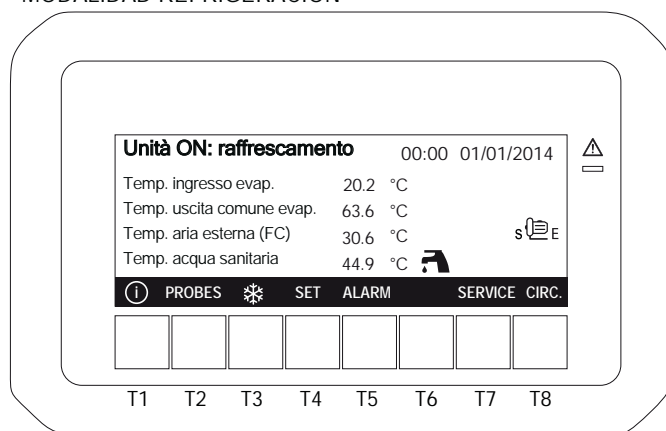 MODALIDAD REFRIGERACIÓN
Unità ON: raffrescamento 00:00 01/01/2014
Temp. ingresso evap. 20.2 °C
Temp. uscita comune evap. 63.6 °C
Temp. aria esterna (FC) 30.6 °C
S E
Temp. acqua sanitaria 44.9 °C
i PROBES SET ALARM SERVICE CIRC.
T1 T2 T3 T4 T5 T6 T7 T8